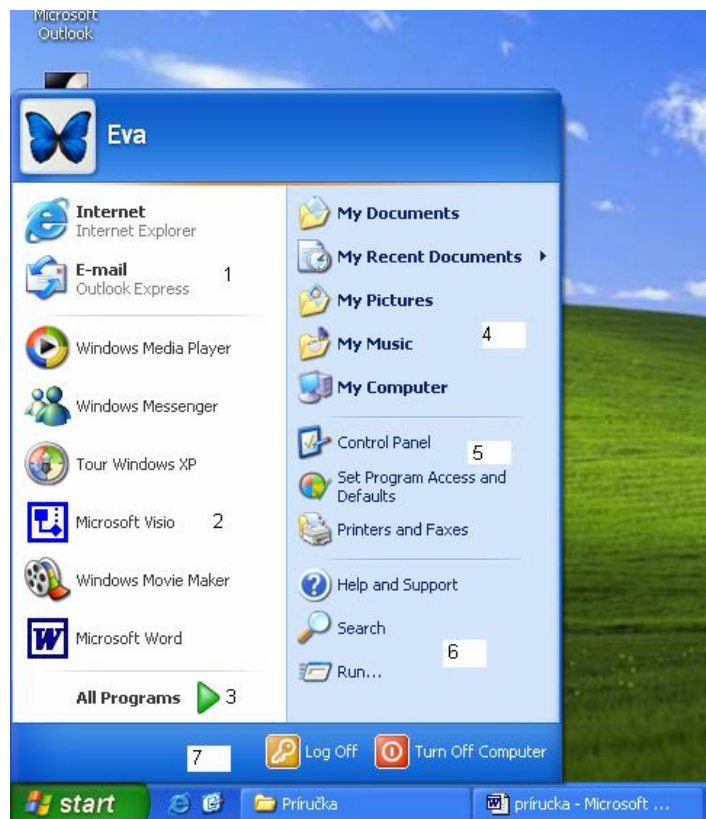 Microsoft
Outlook
Eva
Internet
Internet Explorer
E-mail
Outlook Express
1
Windows Media Player
Windows Messenger
Tour Windows XP
Microsoft Visio 2
Windows Movie Maker
Microsoft Word
All Programs 3
My Documents
My Recent Documents
My Pictures
My Music 4
My Computer
Control Panel 5
Set Program Access and
Defaults
Printers and Faxes
Help and Support
Search
6
Run...
7 Log Off Turn Off Computer
start Príručka prírucka - Microsoft ...